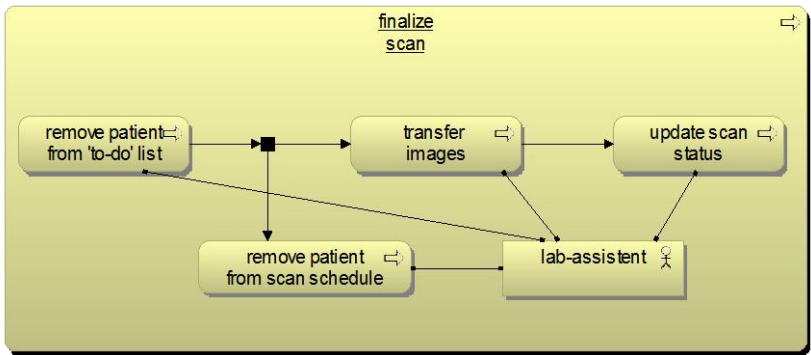 finalize
scan
remove patient
from 'to-do' list
transfer
images
update scan
status
remove patient
from scan schedule
lab-assistent